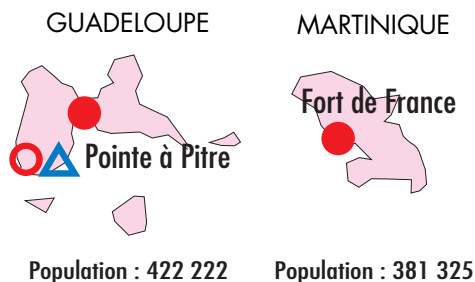 GUADELOUPE
MARTINIQUE
Fort de France
Pointe à Pitre
Population : 422 222
Population : 381 325